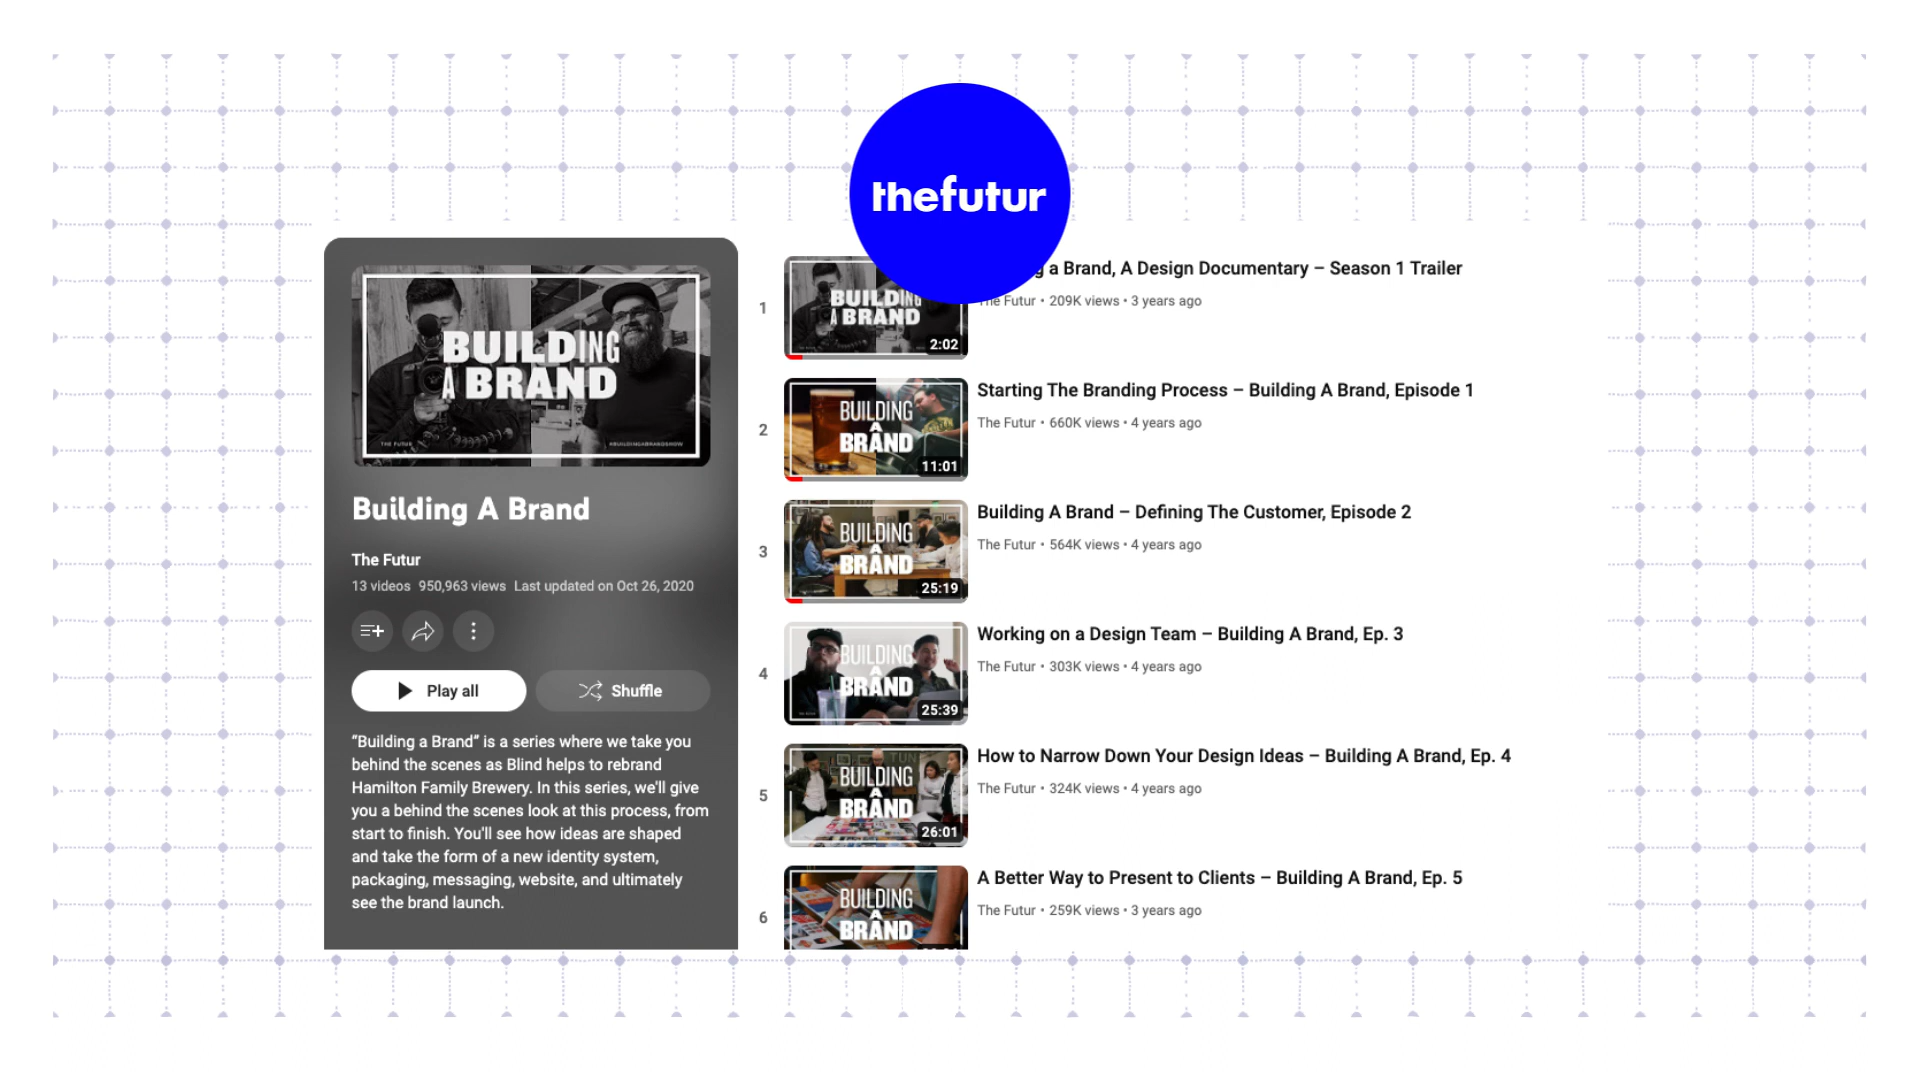 thefutur
BUILDING
A BRAND
THE FUTUR
#BUILDINGABRANDSHOW
Building A Brand
The Futur
13 videos 950,963 views Last updated on Oct 26, 2020
Play all
Shuffle
“Building a Brand” is a series where we take you
behind the scenes as Blind helps to rebrand
Hamilton Family Brewery. In this series, we'll give
you a behind the scenes look at this process, from
start to finish. You'll see how ideas are shaped
and take the form of a new identity system,
packaging, messaging, website, and ultimately
see the brand launch.
1
BUILDING
A BRAND
2:02
g a Brand, A Design Documentary – Season 1 Trailer
The Futur • 209K views • 3 years ago
2
BUILDING
A
BRAND
11:01
Starting The Branding Process – Building A Brand, Episode 1
The Futur • 660K views • 4 years ago
3
BUILDING
A
BRAND
25:19
Building A Brand – Defining The Customer, Episode 2
The Futur • 564K views • 4 years ago
4
BUILDING
A
BRAND
25:39
Working on a Design Team – Building A Brand, Ep. 3
The Futur • 303K views • 4 years ago
5
BUILDING
A
BRAND
26:01
How to Narrow Down Your Design Ideas – Building A Brand, Ep. 4
The Futur • 324K views • 4 years ago
6
BUILDING
A
BRAND
A Better Way to Present to Clients – Building A Brand, Ep. 5
The Futur • 259K views • 3 years ago